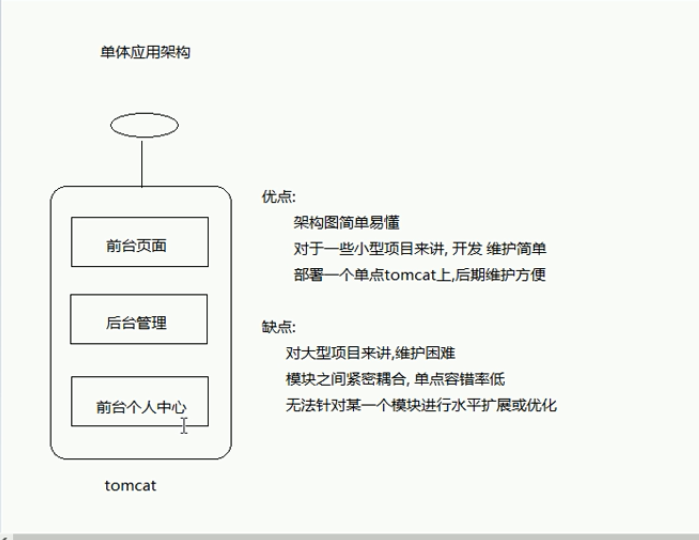 单体应用架构
前台页面
后台管理
前台个人中心
tomcat
优点:
架构图简单易懂
对于一些小型项目来讲, 开发 维护简单
部署一个单点tomcat上,后期维护方便
缺点:
对大型项目来讲,维护困难
模块之间紧密耦合, 单点容错率低
无法针对某一个模块进行水平扩展或优化